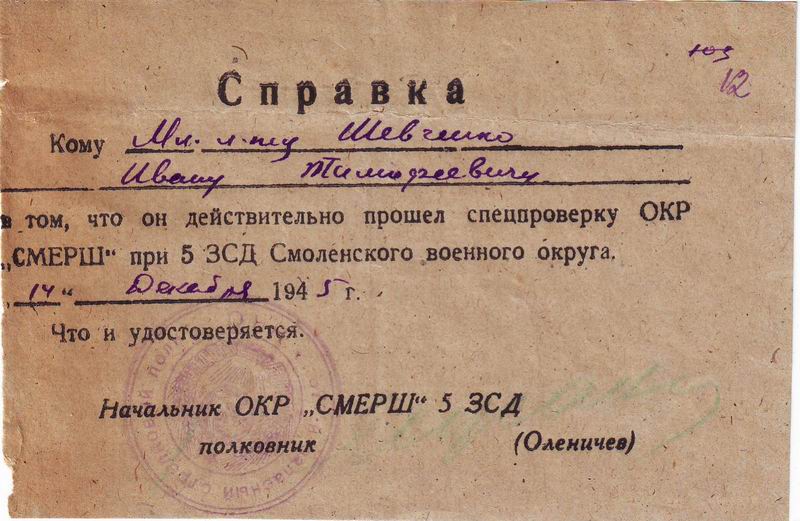 103
12
Справка
Кому Мл. л-ту Шевченко
Ивану Тимофеевичу
в том, что он действительно прошел спецпроверку ОКР
„СМЕРШ“ при 5 ЗСД Смоленского военного округа.
„14“ Декабря 1945 г.
Что и удостоверяется.
Начальник ОКР „СМЕРШ“ 5 ЗСД
полковник (Оленичев)